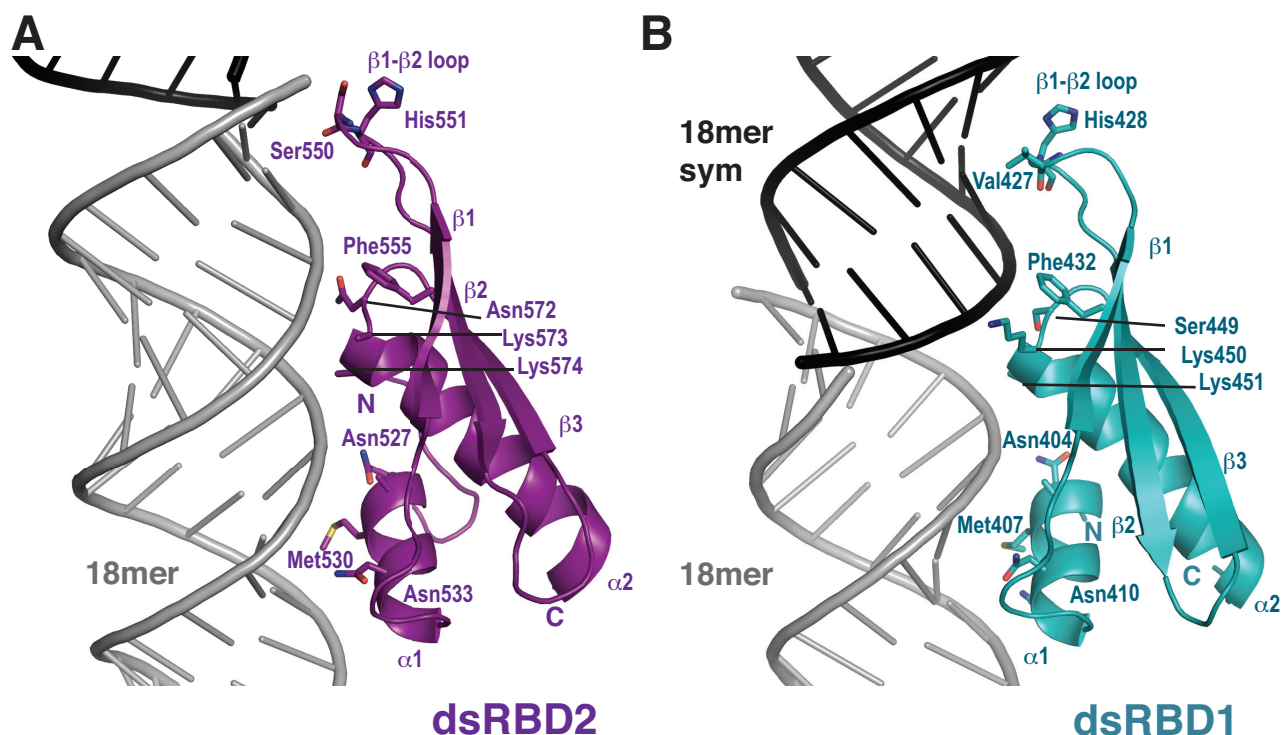 A
β1-β2 loop
His551
Ser550
β1
Phe555
β2
Asn572
Lys573
Lys574
N
Asn527
β3
Met530
18mer
Asn533
α2
C
α1
dsRBD2
B
β1-β2 loop
18mer
sym
His428
Val427
β1
Phe432
Ser449
Lys450
Lys451
Asn404
β3
Met407
N
β2
18mer
C
Asn410
α2
α1
dsRBD1